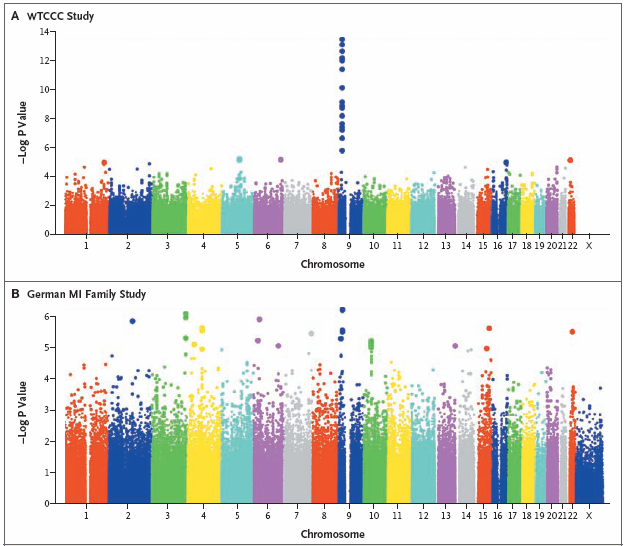 A WTCCC Study
14
12
10
8
6
4
2
0
–Log P Value
1 2 3 4 5 6 7 8 9 10 11 12 13 14 15 16 17 18 19 20 21 22 X
Chromosome
B German MI Family Study
6
5
4
3
2
1
0
–Log P Value
1 2 3 4 5 6 7 8 9 10 11 12 13 14 15 16 17 18 19 20 21 22 X
Chromosome